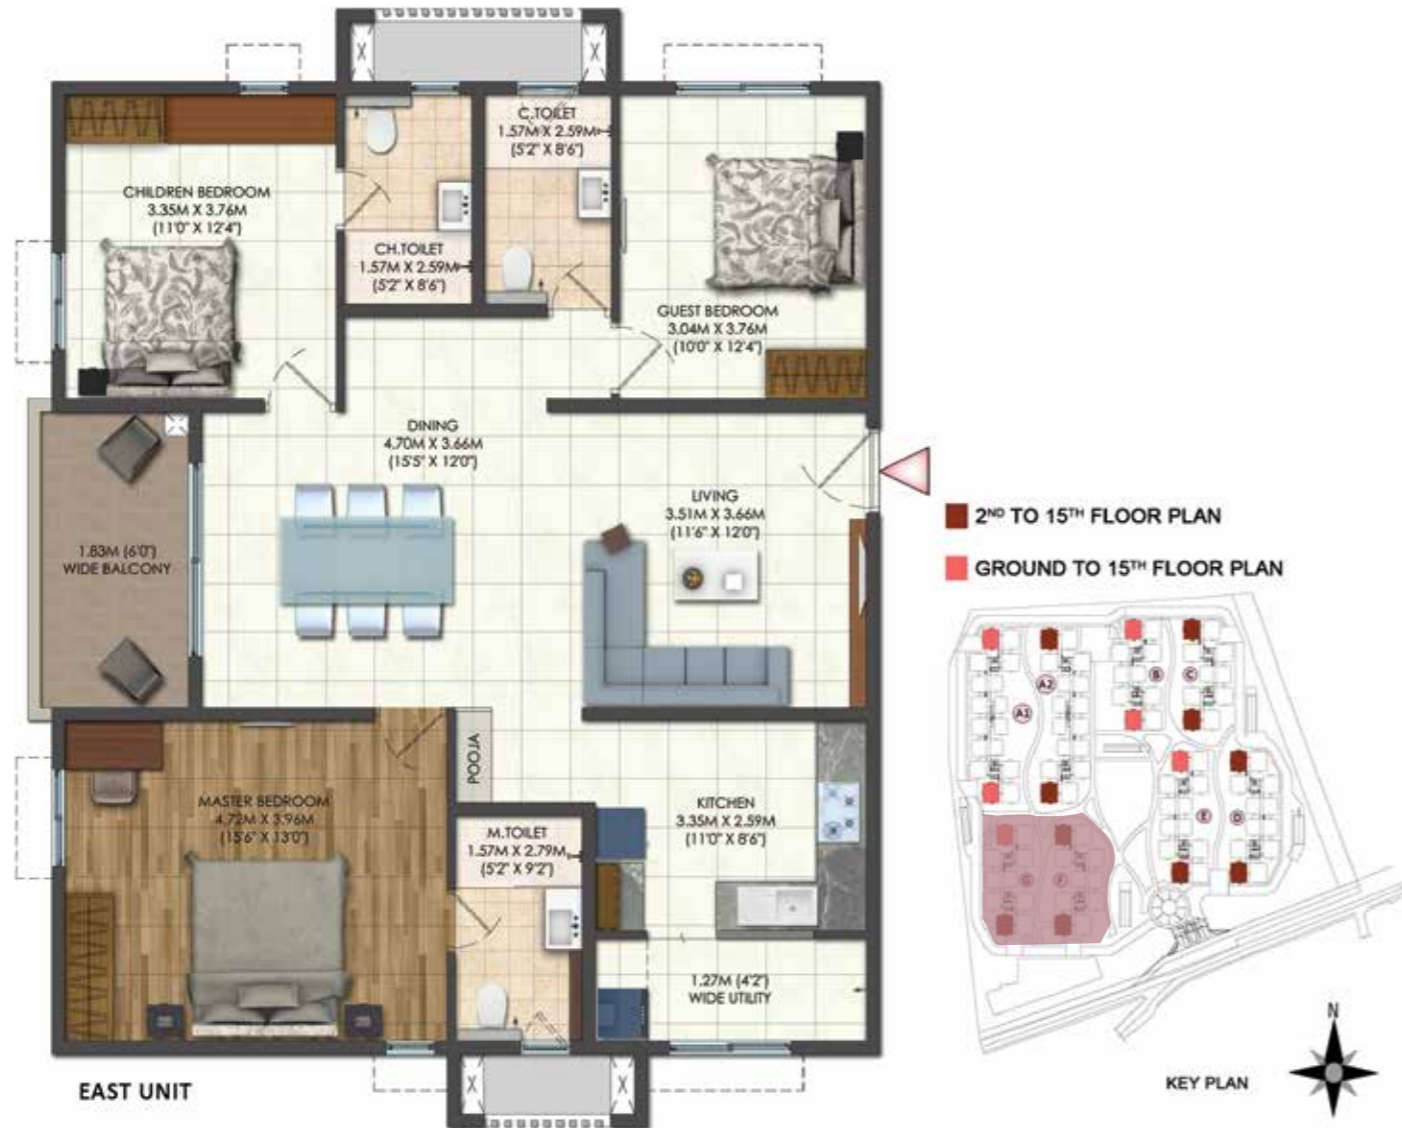 C.TOILET
1.57M X 2.59M
(5'2" X 8'6")
CHILDREN BEDROOM
3.35M X 3.76M
(11'0" X 12'4")
CH.TOILET
1.57M X 2.59M
(5'2" X 8'6")
GUEST BEDROOM
3.04M X 3.76M
(10'0" X 12'4")
DINING
4.70M X 3.66M
(15'5" X 12'0")
LIVING
3.51M X 3.66M
(11'6" X 12'0")
1.83M (6'0")
WIDE BALCONY
POOJA
MASTER BEDROOM
4.72M X 3.96M
(15'6" X 13'0")
M.TOILET
1.57M X 2.79M
(5'2" X 9'2")
KITCHEN
3.35M X 2.59M
(11'0" X 8'6")
1.27M (4'2")
WIDE UTILITY
EAST UNIT
2ND TO 15TH FLOOR PLAN
GROUND TO 15TH FLOOR PLAN
A1
A2
B
C
E
D
G
F
N
KEY PLAN